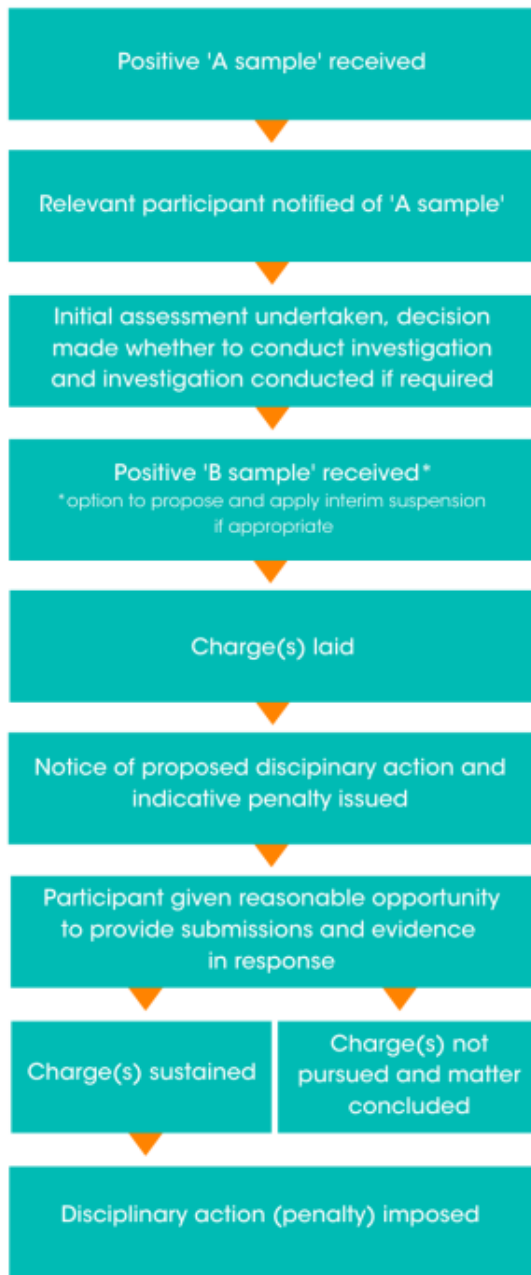 Positive 'A sample' received
Relevant participant notified of 'A sample'
Initial assessment undertaken, decision
made whether to conduct investigation
and investigation conducted if required
Positive 'B sample' received*
*option to propose and apply interim suspension
if appropriate
Charge(s) laid
Notice of proposed discipinary action and
indicative penalty issued
Participant given reasonable opportunity
to provide submissions and evidence
in response
Charge(s) sustained
Charge(s) not
pursued and matter
concluded
Disciplinary action (penalty) imposed